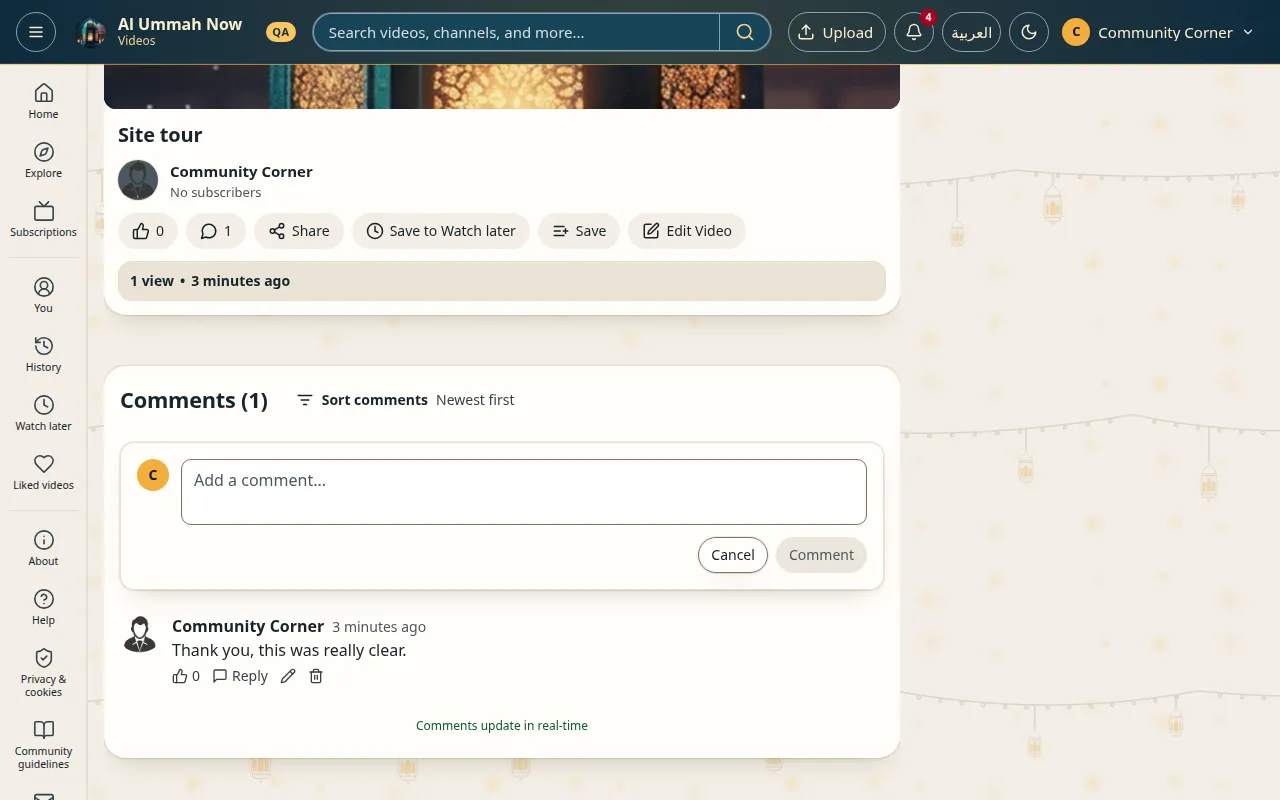 Al Ummah Now
Videos
QA
Search videos, channels, and more...
Upload
4
العربية
C
Community Corner
Home
Explore
Subscriptions
You
History
Watch later
Liked videos
About
Help
Privacy &
cookies
Community
guidelines
Site tour
Community Corner
No subscribers
0
1
Share
Save to Watch later
Save
Edit Video
1 view • 3 minutes ago
Comments (1)
Sort comments Newest first
C
Add a comment...
Cancel
Comment
Community Corner 3 minutes ago
Thank you, this was really clear.
0 Reply
Comments update in real-time